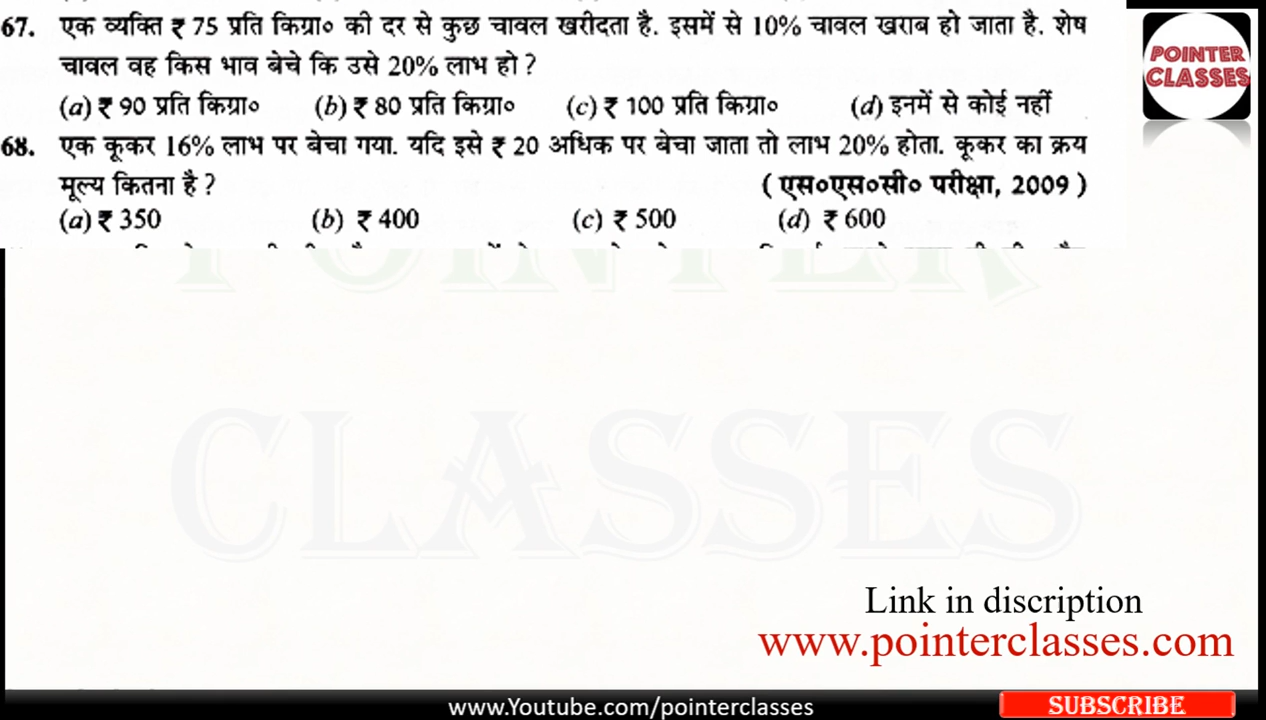 67. एक व्यक्ति ₹ 75 प्रति किग्रा० की दर से कुछ चावल खरीदता है. इसमें से 10% चावल खराब हो जाता है. शेष
चावल वह किस भाव बेचे कि उसे 20% लाभ हो ?
(a) ₹ 90 प्रति किग्रा० (b) ₹ 80 प्रति किग्रा० (c) ₹ 100 प्रति किग्रा० (d) इनमें से कोई नहीं
68. एक कूकर 16% लाभ पर बेचा गया. यदि इसे ₹ 20 अधिक पर बेचा जाता तो लाभ 20% होता. कूकर का क्रय
मूल्य कितना है ? (एस०एस०सी० परीक्षा, 2009)
(a) ₹ 350 (b) ₹ 400 (c) ₹ 500 (d) ₹ 600
POINTER
CLASSES
POINTER
CLASSES
Link in discription
www.pointerclasses.com
www.Youtube.com/pointerclasses
SUBSCRIBE